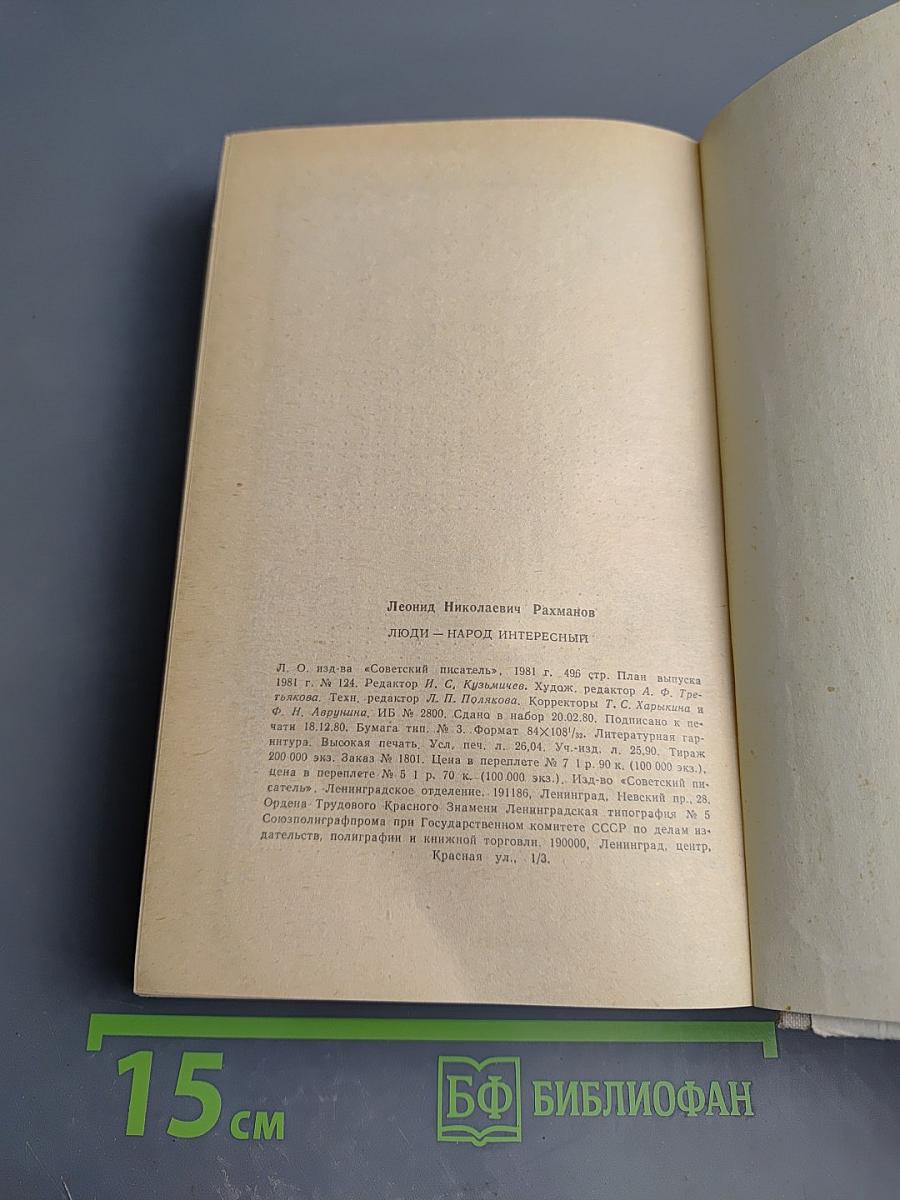 Леонид Николаевич Рахманов
ЛЮДИ — НАРОД ИНТЕРЕСНЫЙ
Л. О. изд-ва «Советский писатель», 1981 г. 496 стр. План выпуска
1981 г. № 124. Редактор И. С. Кузьмичев. Худож. редактор А. Ф. Тре-
тьякова. Техн. редактор Л. П. Полякова. Корректоры Т. С. Харыкина и
Ф. Н. Аврунина. ИБ № 2800. Сдано в набор 20.02.80. Подписано к пе-
чати 18.12.80. Бумага тип. № 3. Формат 84×108¹/₃₂. Литературная гар-
нитура. Высокая печать. Усл. печ. л. 26,04. Уч.-изд. л. 25,90. Тираж
200 000 экз. Заказ № 1801. Цена в переплете № 7 1 р. 90 к. (100 000 экз.),
цена в переплете № 5 1 р. 70 к. (100 000 экз.). Изд-во «Советский пи-
сатель». Ленинградское отделение. 191186, Ленинград, Невский пр., 28.
Ордена Трудового Красного Знамени Ленинградская типография № 5
Союзполиграфпрома при Государственном комитете СССР по делам из-
дательств, полиграфии и книжной торговли. 190000, Ленинград, центр,
Красная ул., 1/3.
15 см
БФ БИБЛИОФАН